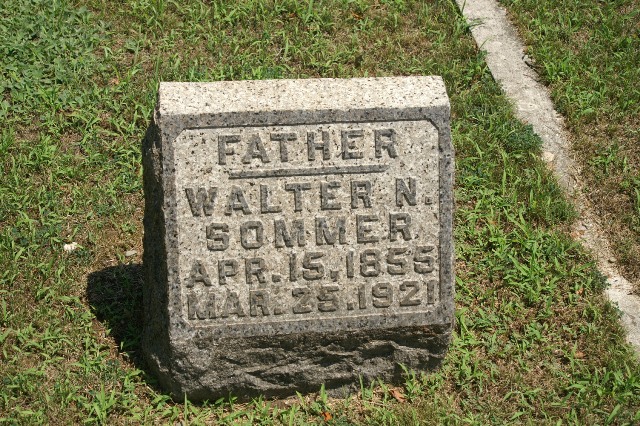 FATHER
WALTER N.
SOMMER
APR. 15. 1855
MAR. 25. 1921